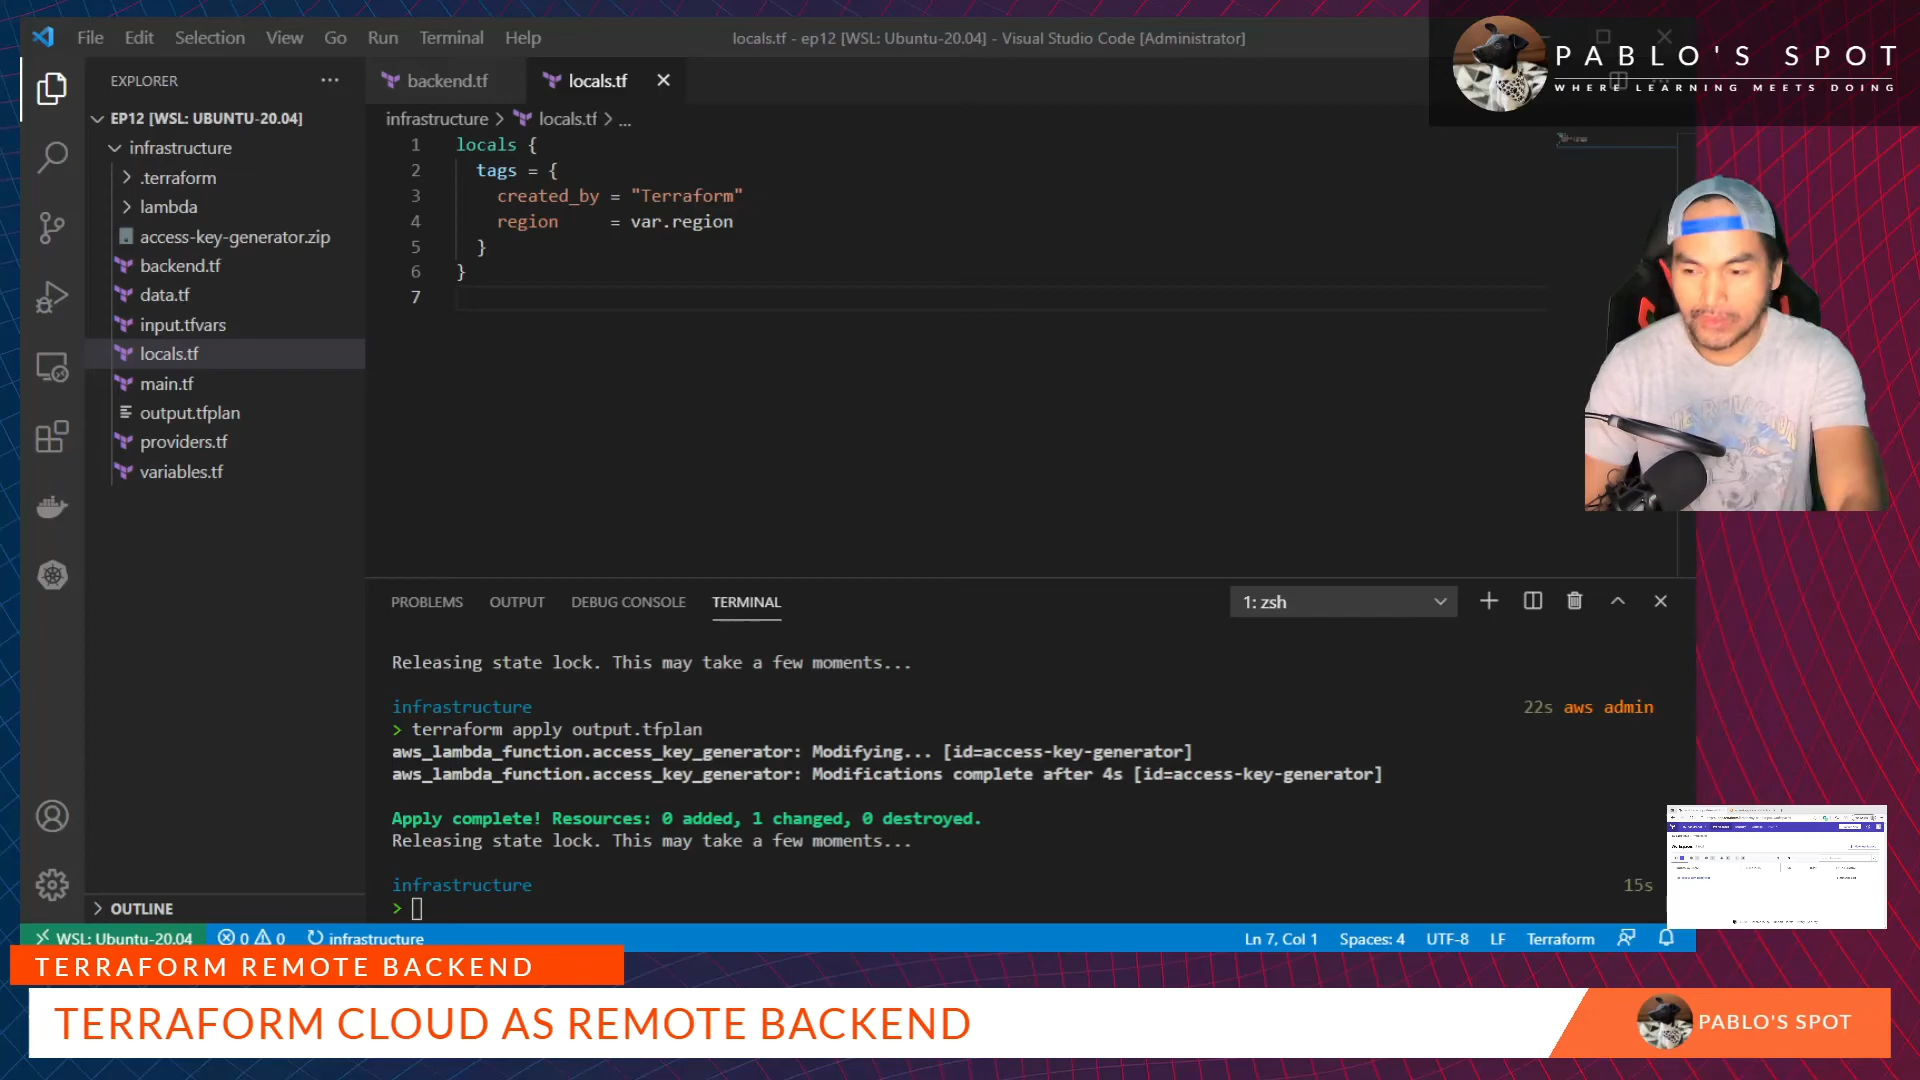 File Edit Selection View Go Run Terminal Help
locals.tf - ep12 [WSL: Ubuntu-20.04] - Visual Studio Code [Administrator]
PABLO'S SPOT
WHERE LEARNING MEETS DOING
EXPLORER
EP12 [WSL: UBUNTU-20.04]
infrastructure
.terraform
lambda
access-key-generator.zip
backend.tf
data.tf
input.tfvars
locals.tf
main.tf
output.tfplan
providers.tf
variables.tf
OUTLINE
backend.tf
locals.tf
infrastructure > locals.tf > ...
1 locals {
2 tags = {
3 created_by = "Terraform"
4 region = var.region
5 }
6 }
7
PROBLEMS OUTPUT DEBUG CONSOLE TERMINAL
1: zsh
Releasing state lock. This may take a few moments...
infrastructure 22s aws admin
> terraform apply output.tfplan
aws_lambda_function.access_key_generator: Modifying... [id=access-key-generator]
aws_lambda_function.access_key_generator: Modifications complete after 4s [id=access-key-generator]
Apply complete! Resources: 0 added, 1 changed, 0 destroyed.
Releasing state lock. This may take a few moments...
infrastructure 15s
>
WSL: Ubuntu-20.04 0 0 infrastructure
Ln 7, Col 1 Spaces: 4 UTF-8 LF Terraform
TERRAFORM REMOTE BACKEND
TERRAFORM CLOUD AS REMOTE BACKEND
PABLO'S SPOT